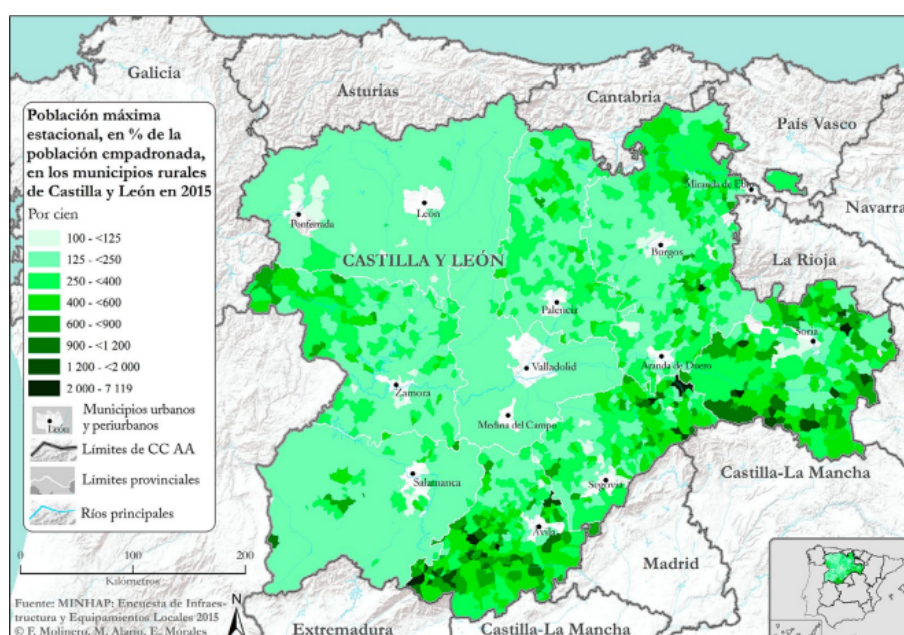 Galicia
Asturias
Cantabria
País Vasco
Navarra
La Rioja
Castilla-La Mancha
Madrid
Castilla-La Mancha
Extremadura
CASTILLA Y LEÓN
Ponferrada
León
Miranda de Ebro
Burgos
Palencia
Soria
Valladolid
Aranda de Duero
Zamora
Medina del Campo
Salamanca
Segovia
Ávila
Población máxima
estacional, en % de la
población empadronada,
en los municipios rurales
de Castilla y León en 2015
Por cien
100 - <125
125 - <250
250 - <400
400 - <600
600 - <900
900 - <1 200
1 200 - <2 000
2 000 - 7 119
León
Municipios urbanos
y periurbanos
Límites de CC AA
Límites provinciales
Ríos principales
0 100 200
Kilómetros
N
Fuente: MINHAP: Encuesta de Infraes-
tructura y Equipamientos Locales 2015
© F. Molinero, M. Alario, E. Morales